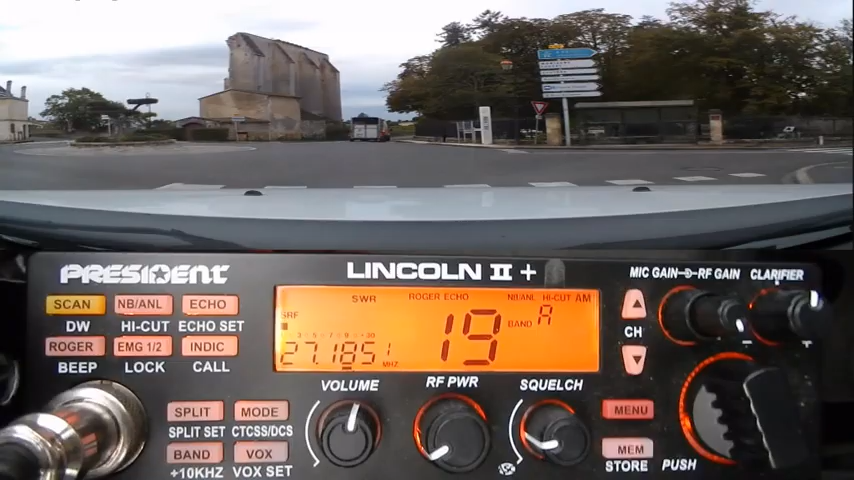 PRESIDENT
LINCOLN II +
MIC GAIN RF GAIN
CLARIFIER
SCAN
NB/ANL
ECHO
DW
HI-CUT
ECHO SET
ROGER
EMG 1/2
INDIC
BEEP
LOCK
CALL
SWR
ROGER ECHO
NB/ANL HI-CUT AM
SRF
19
BAND A
27.1851 MHZ
CH
VOLUME
RF PWR
SQUELCH
SPLIT
MODE
SPLIT SET
CTCSS/DCS
BAND
VOX
+10KHZ
VOX SET
MENU
MEM
STORE
PUSH